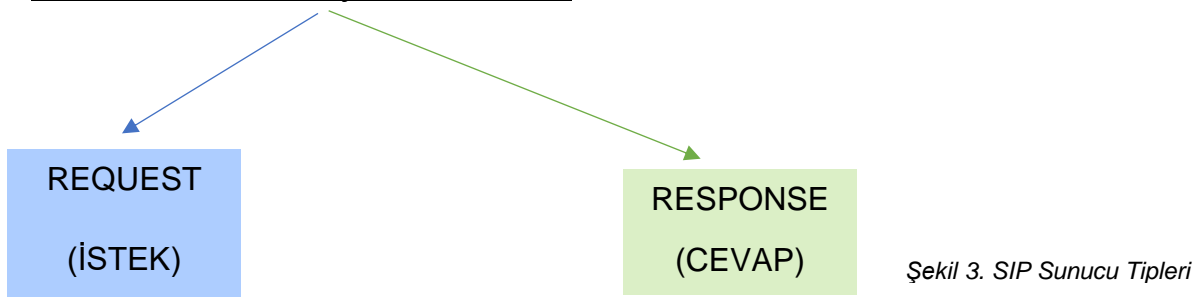 REQUEST
(İSTEK)
RESPONSE
(CEVAP)
Şekil 3. SIP Sunucu Tipleri